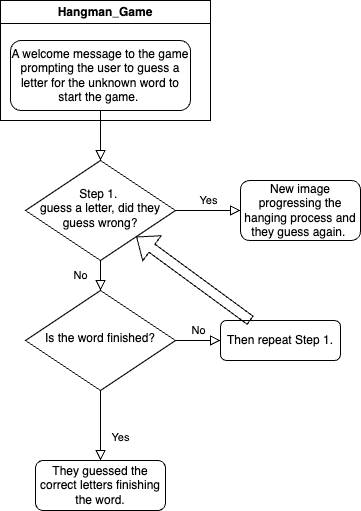 Hangman_Game
A welcome message to the game
prompting the user to guess a
letter for the unknown word to
start the game.
Step 1.
guess a letter, did they
guess wrong?
Yes
New image
progressing the
hanging process and
they guess again.
No
Is the word finished?
No
Then repeat Step 1.
Yes
They guessed the
correct letters finishing
the word.